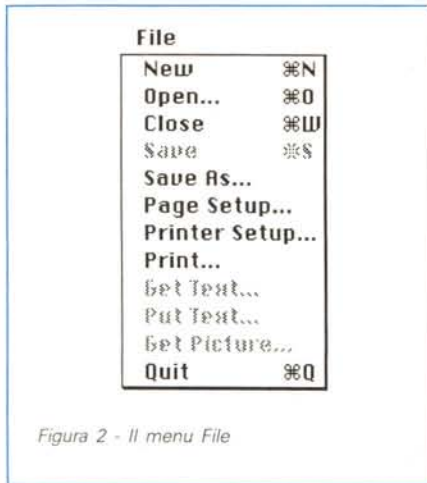 File
New ⌘N
Open... ⌘O
Close ⌘W
Save ⌘S
Save As...
Page Setup...
Printer Setup...
Print...
Get Text...
Put Text...
Get Picture...
Quit ⌘Q
Figura 2 - Il menu File